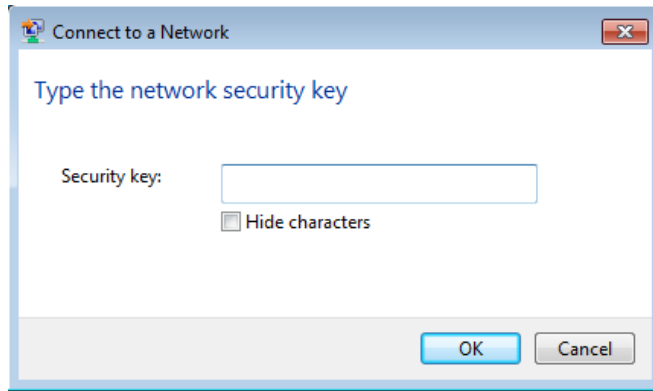 Connect to a Network
Type the network security key
Security key:
Hide characters
OK Cancel